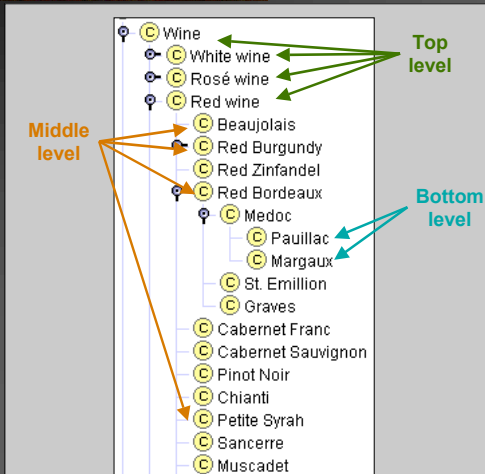 Wine
White wine
Rosé wine
Red wine
Top
level
Middle
level
Beaujolais
Red Burgundy
Red Zinfandel
Red Bordeaux
Medoc
Pauillac
Margaux
Bottom
level
St. Emillion
Graves
Cabernet Franc
Cabernet Sauvignon
Pinot Noir
Chianti
Petite Syrah
Sancerre
Muscadet